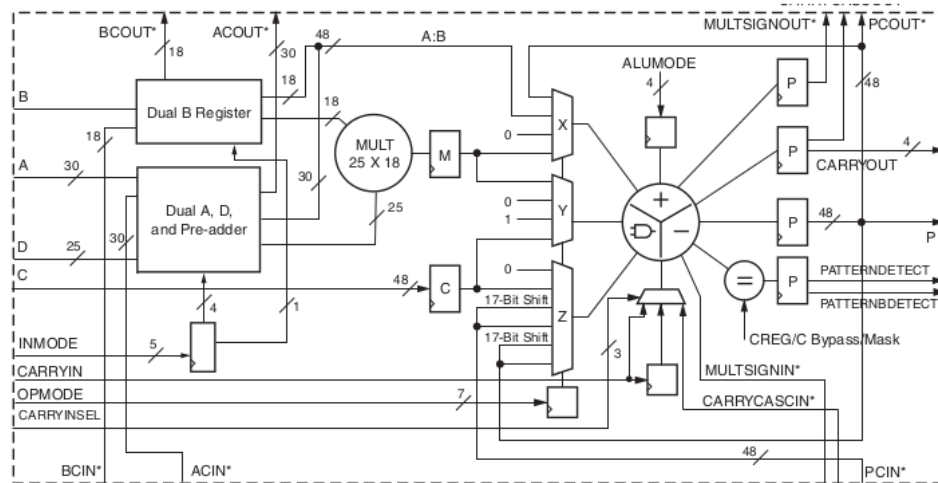 BCOUT* ACOUT* MULTSIGNOUT* PCOUT*
18 30 48 A:B 48
ALUMODE
4
B 18 18
Dual B Register
18
MULT
25 X 18
M
0
X
P
P
CARRYOUT 4
A 30
30
Dual A, D,
and Pre-adder
25
0
1
Y
+
−
P 48
P
D 25 30
C 48
C
0
17-Bit Shift
17-Bit Shift
Z
=
P
PATTERNDETECT
PATTERNBDETECT
CREG/C Bypass/Mask
4 1
INMODE 5
3
CARRYIN
MULTSIGNIN*
OPMODE 7
CARRYCASCIN*
CARRYINSEL
48
BCIN* ACIN* PCIN*